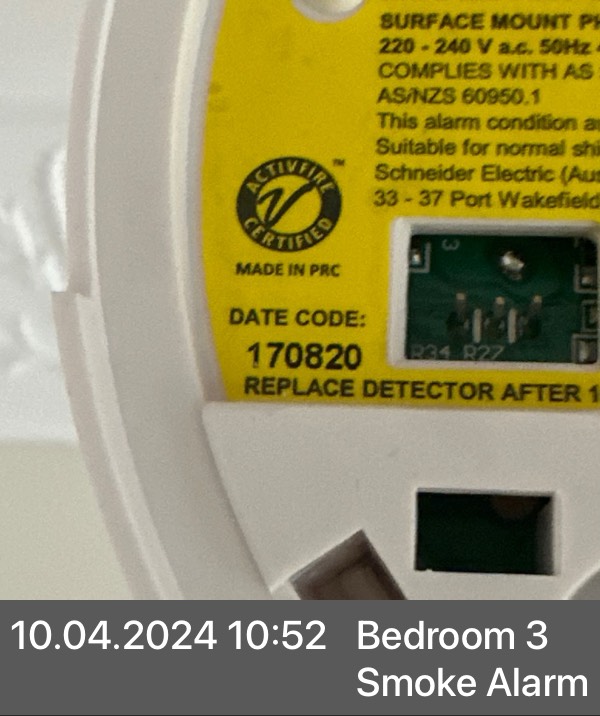 SURFACE MOUNT
220 - 240 V a.c. 50Hz
COMPLIES WITH AS
AS/NZS 60950.1
This alarm condition
Suitable for normal
Schneider Electric
33 - 37 Port Wakefield
ACTIVFIRE ™
CERTIFIED
MADE IN PRC
DATE CODE:
170820
REPLACE DETECTOR AFTER 1
R34 R27
10.04.2024 10:52 Bedroom 3
Smoke Alarm